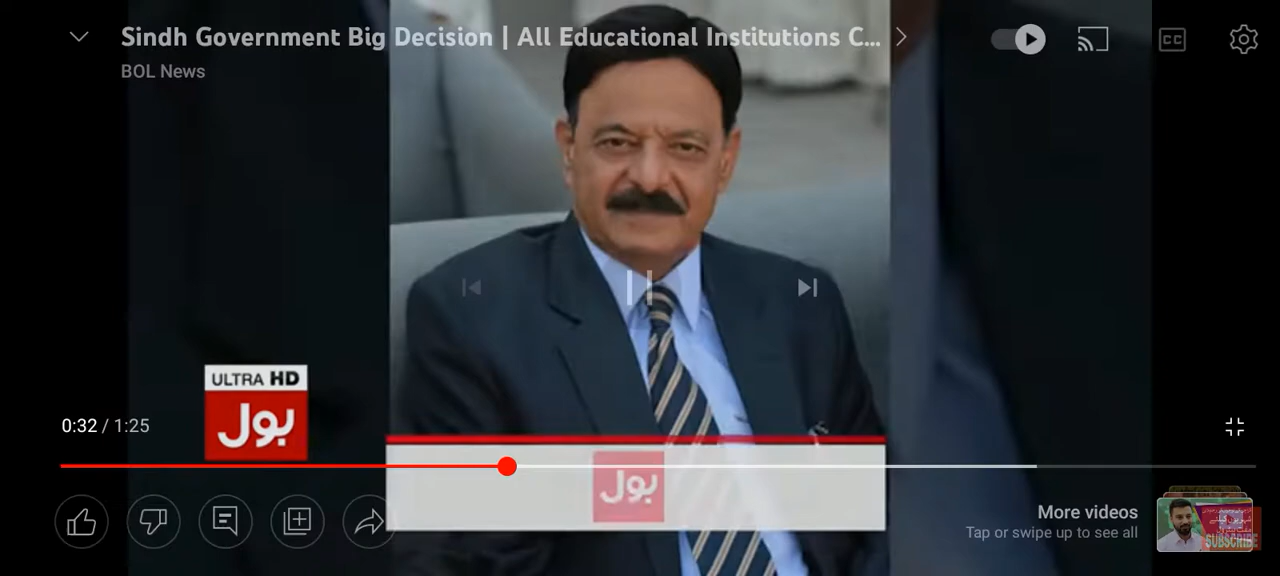 Sindh Government Big Decision | All Educational Institutions C...
BOL News
CC
ULTRA HD
بول
0:32 / 1:25
بول
More videos
Tap or swipe up to see all
SUBSCRIBE